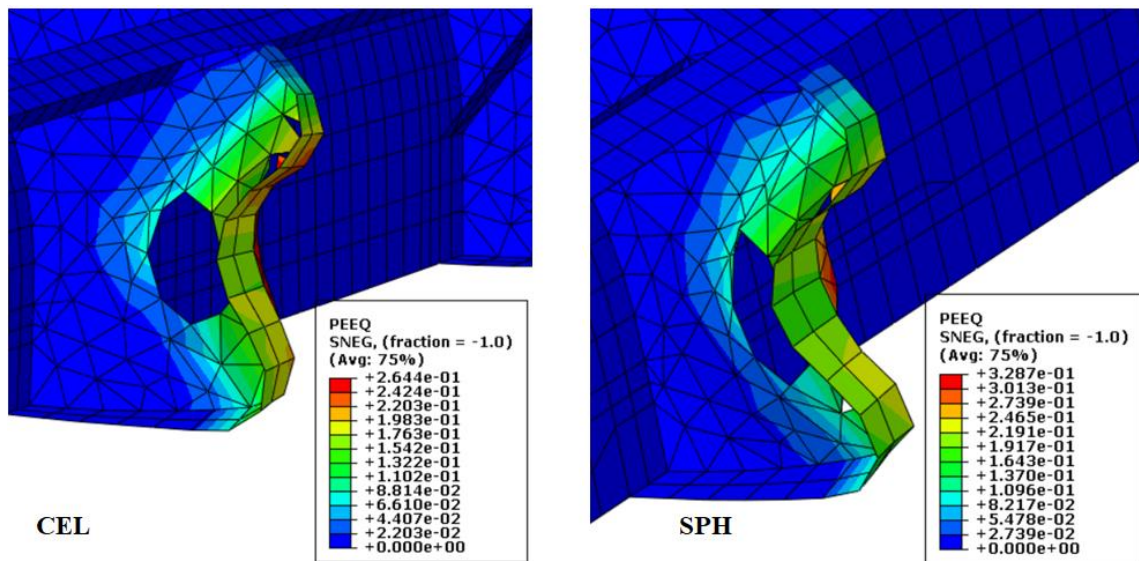 PEEQ
SNEG, (fraction = -1.0)
(Avg: 75%)
+2.644e-01
+2.424e-01
+2.203e-01
+1.983e-01
+1.763e-01
+1.542e-01
+1.322e-01
+1.102e-01
+8.814e-02
+6.610e-02
+4.407e-02
+2.203e-02
+0.000e+00
CEL
PEEQ
SNEG, (fraction = -1.0)
(Avg: 75%)
+3.287e-01
+3.013e-01
+2.739e-01
+2.465e-01
+2.191e-01
+1.917e-01
+1.643e-01
+1.370e-01
+1.096e-01
+8.217e-02
+5.478e-02
+2.739e-02
+0.000e+00
SPH